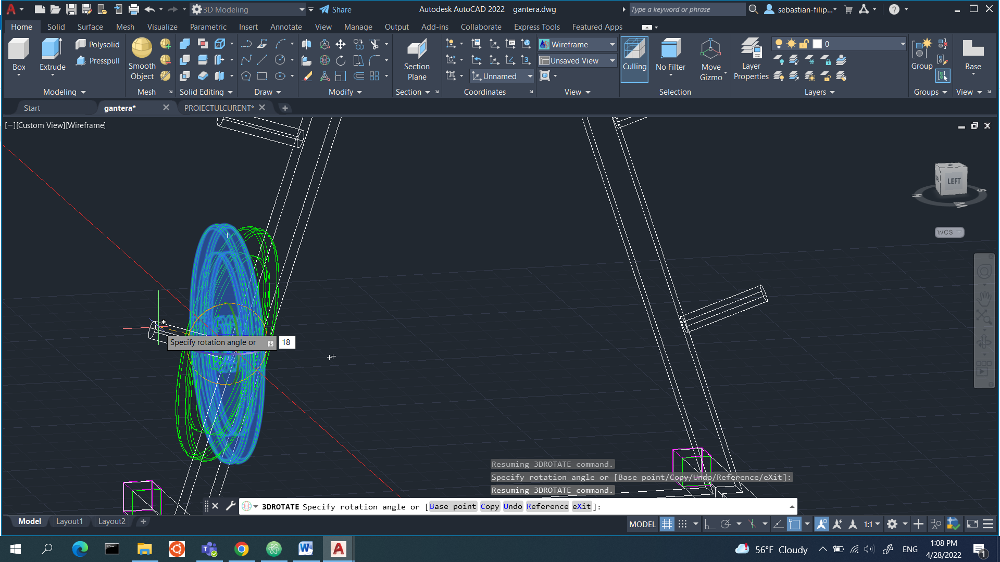 3D Modeling
Share
Autodesk AutoCAD 2022 gantera.dwg
Type a keyword or phrase
sebastian-filip...
Home Solid Surface Mesh Visualize Parametric Insert Annotate View Manage Output Add-ins Collaborate Express Tools Featured Apps
Box
Extrude
Polysolid
Presspull
Modeling
Smooth
Object
Mesh
Solid Editing
Draw
Modify
Section
Plane
Section
Unnamed
Coordinates
Wireframe
Unsaved View
View
Culling
No Filter
Move
Gizmo
Selection
Layer
Properties
0
Layers
Group
Groups
Base
View
Start
gantera*
PROIECTULCURENT*
[−][Custom View][Wireframe]
LEFT
N
S
W
WCS
Specify rotation angle or
18
Resuming 3DROTATE command.
Specify rotation angle or [Base point/Copy/Undo/Reference/eXit]:
Resuming 3DROTATE command.
3DROTATE Specify rotation angle or [Base point Copy Undo Reference eXit]:
Model Layout1 Layout2
MODEL
1:1
56°F Cloudy
ENG
1:08 PM
4/28/2022
1